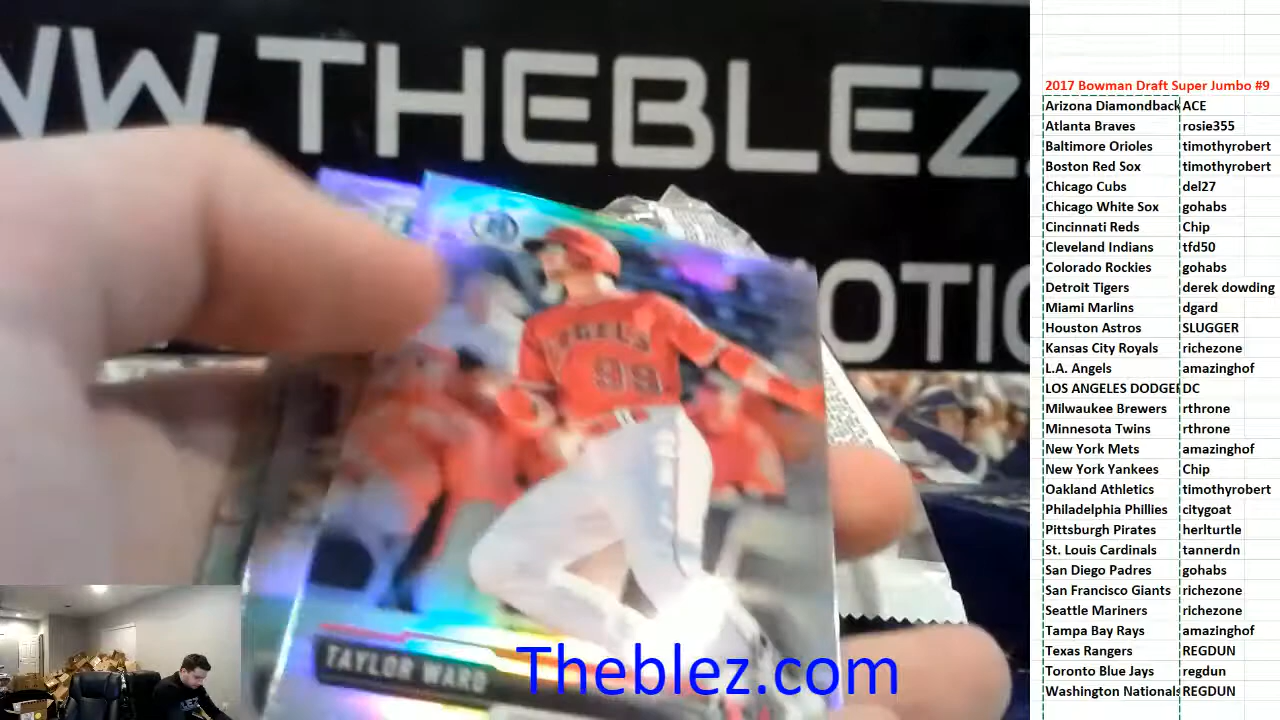 WW THEBLEZ.
OTIO
ANGELS
99
TAYLOR WARD
Theblez.com
2017 Bowman Draft Super Jumbo #9
Arizona Diamondback ACE
Atlanta Braves rosie355
Baltimore Orioles timothyrobert
Boston Red Sox timothyrobert
Chicago Cubs del27
Chicago White Sox gohabs
Cincinnati Reds Chip
Cleveland Indians tfd50
Colorado Rockies gohabs
Detroit Tigers derek dowding
Miami Marlins dgard
Houston Astros SLUGGER
Kansas City Royals richezone
L.A. Angels amazinghof
LOS ANGELES DODGE DC
Milwaukee Brewers rthrone
Minnesota Twins rthrone
New York Mets amazinghof
New York Yankees Chip
Oakland Athletics timothyrobert
Philadelphia Phillies citygoat
Pittsburgh Pirates herlturtle
St. Louis Cardinals tannerdn
San Diego Padres gohabs
San Francisco Giants richezone
Seattle Mariners richezone
Tampa Bay Rays amazinghof
Texas Rangers REGDUN
Toronto Blue Jays regdun
Washington Nationals REGDUN